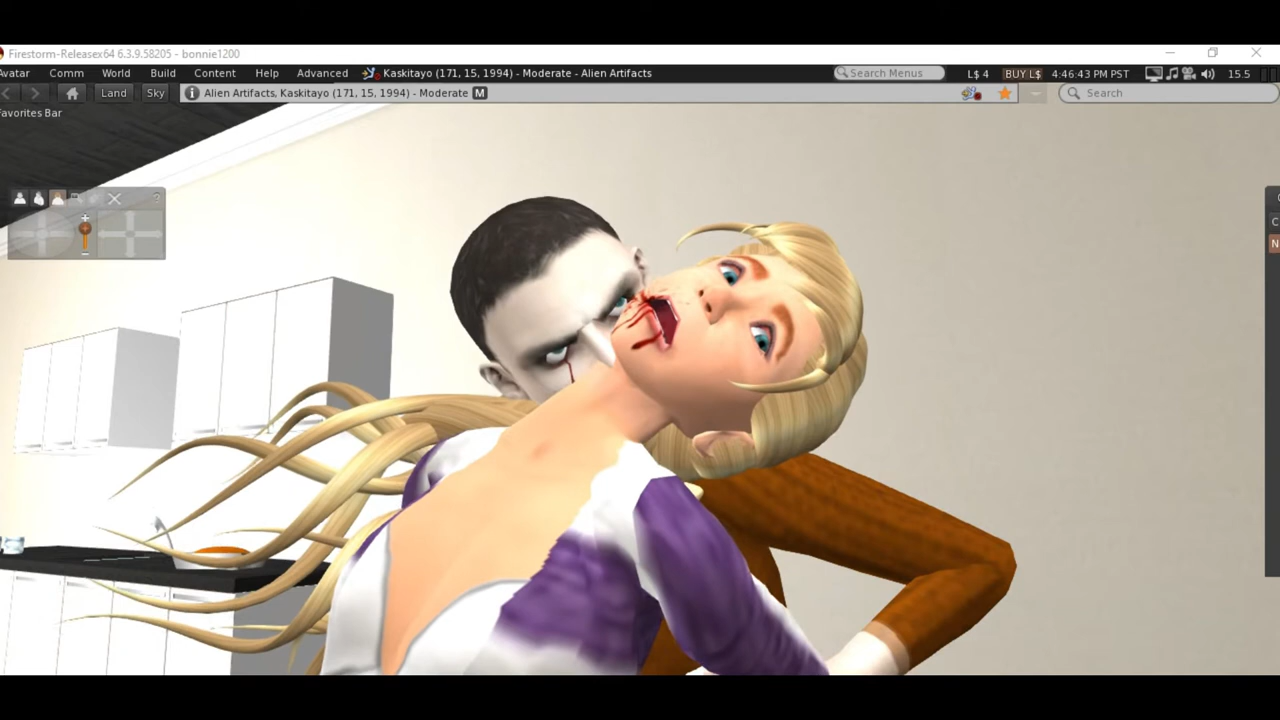 Firestorm-Releasex64 6.3.9.58205 - bonnie1200
Avatar Comm World Build Content Help Advanced Kaskitayo (171, 15, 1994) - Moderate - Alien Artifacts Search Menus L$ 4 BUY L$ 4:46:43 PM PST 15.5
Land Sky Alien Artifacts, Kaskitayo (171, 15, 1994) - Moderate M Search
Favorites Bar
?
C
N